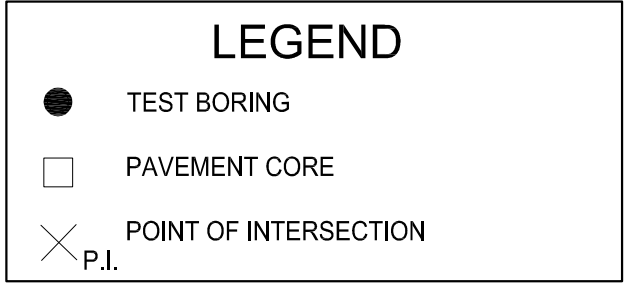 LEGEND
TEST BORING
PAVEMENT CORE
POINT OF INTERSECTION
P.I.